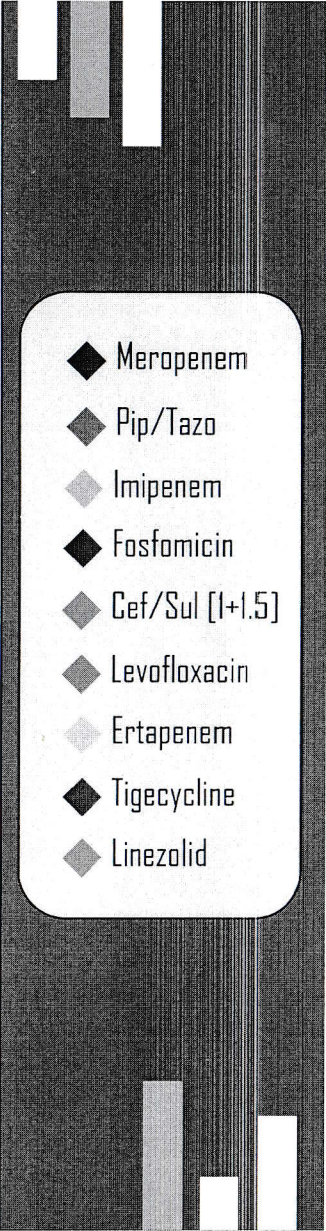 Meropenem
Pip/Tazo
Imipenem
Fosfomicin
Cef/Sul [1+1.5]
Levofloxacin
Ertapenem
Tigecycline
Linezolid